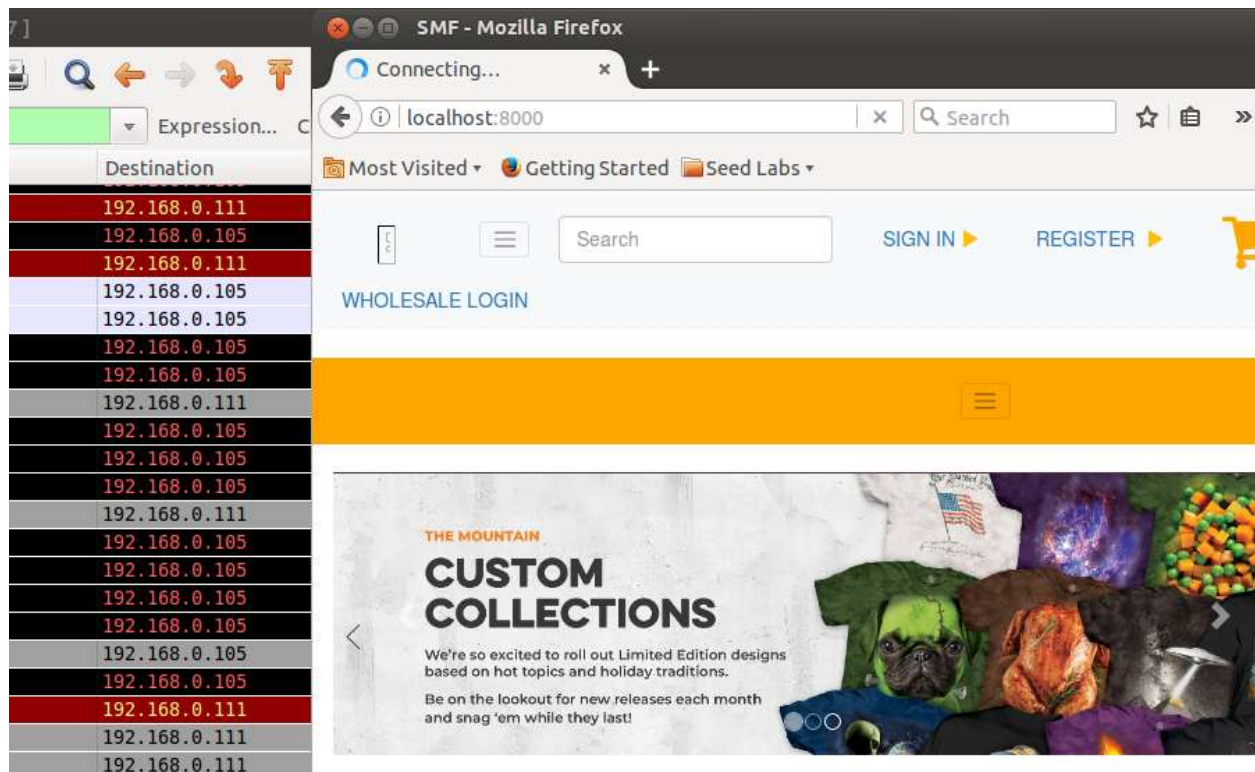 7 ]
SMF - Mozilla Firefox
Connecting...
localhost:8000
Search
Expression...
C
Most Visited
Getting Started
Seed Labs
Destination
192.168.0.111
192.168.0.105
192.168.0.111
192.168.0.105
192.168.0.105
192.168.0.105
192.168.0.105
192.168.0.111
192.168.0.105
192.168.0.105
192.168.0.105
192.168.0.111
192.168.0.105
192.168.0.105
192.168.0.105
192.168.0.105
192.168.0.105
192.168.0.105
192.168.0.111
192.168.0.111
192.168.0.111
Search
SIGN IN
REGISTER
WHOLESALE LOGIN
THE MOUNTAIN
CUSTOM
COLLECTIONS
We're so excited to roll out Limited Edition designs
based on hot topics and holiday traditions.
Be on the lookout for new releases each month
and snag 'em while they last!